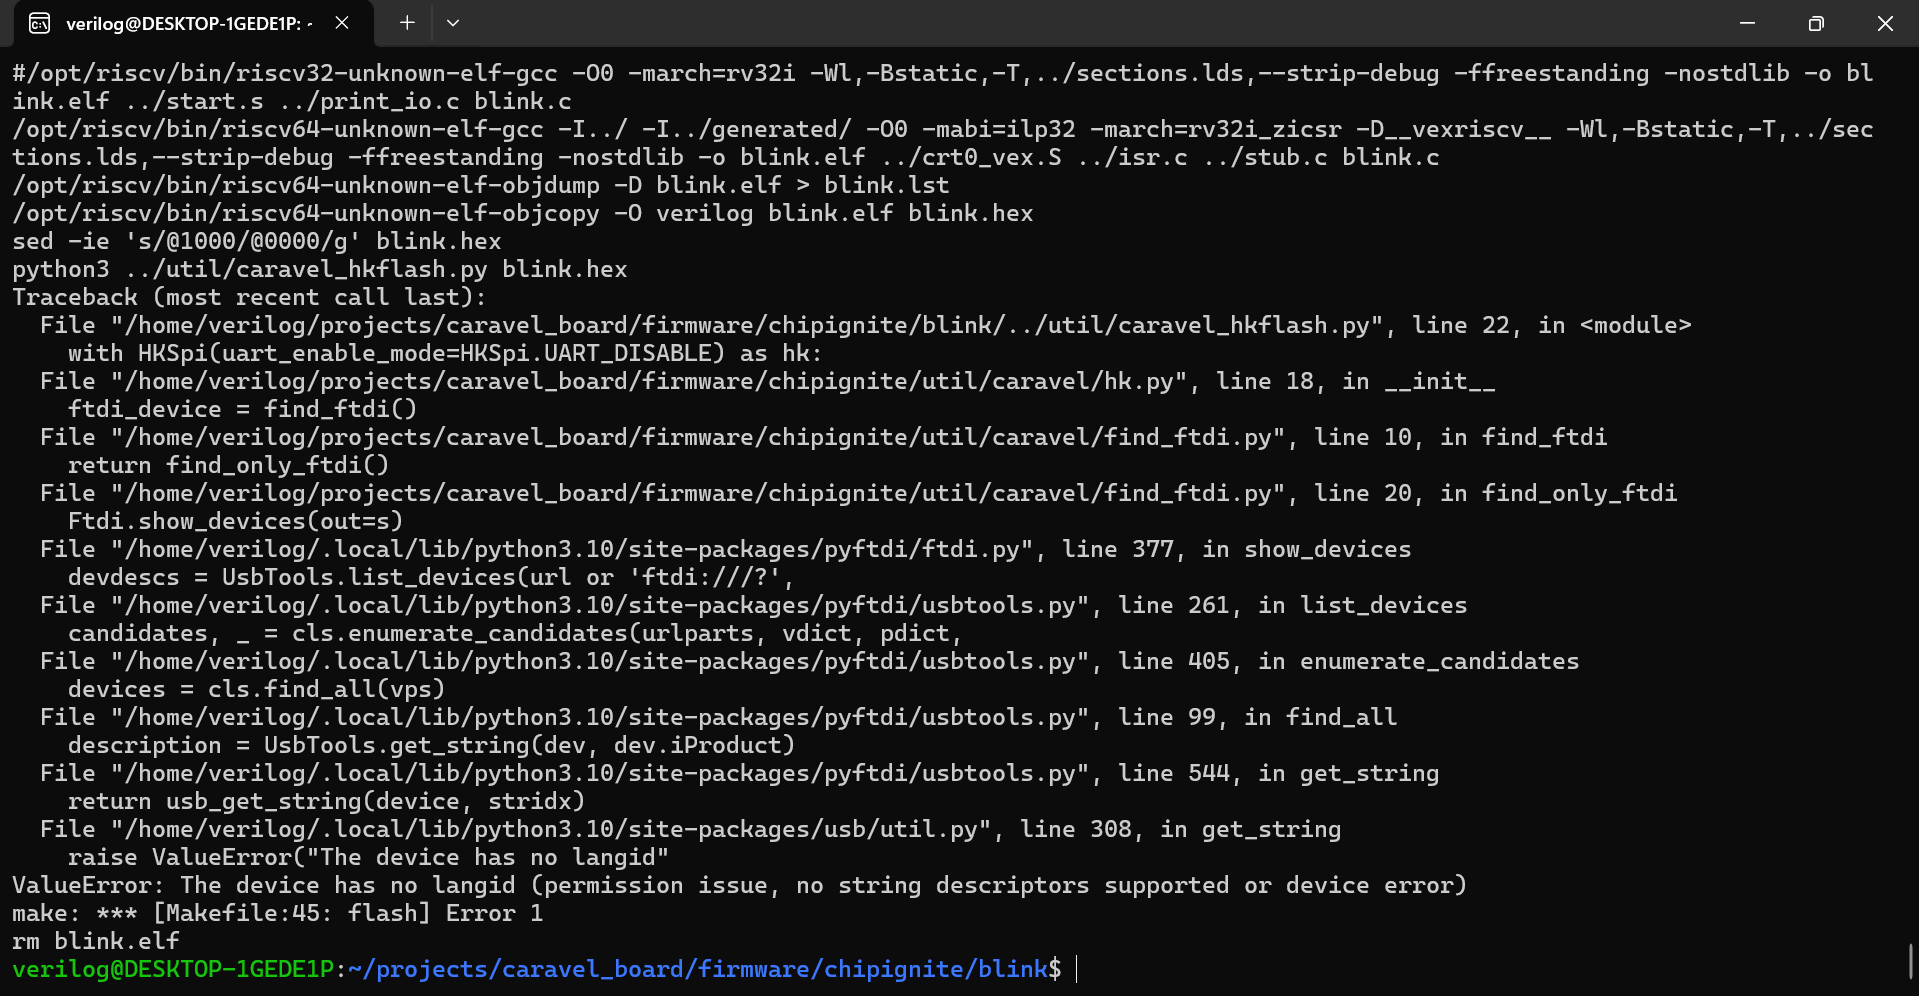 verilog@DESKTOP-1GEDE1P: ~
#/opt/riscv/bin/riscv32-unknown-elf-gcc -O0 -march=rv32i -Wl,-Bstatic,-T,../sections.lds,--strip-debug -ffreestanding -nostdlib -o bl
ink.elf ../start.s ../print_io.c blink.c
/opt/riscv/bin/riscv64-unknown-elf-gcc -I../ -I../generated/ -O0 -mabi=ilp32 -march=rv32i_zicsr -D__vexriscv__ -Wl,-Bstatic,-T,../sec
tions.lds,--strip-debug -ffreestanding -nostdlib -o blink.elf ../crt0_vex.S ../isr.c ../stub.c blink.c
/opt/riscv/bin/riscv64-unknown-elf-objdump -D blink.elf > blink.lst
/opt/riscv/bin/riscv64-unknown-elf-objcopy -O verilog blink.elf blink.hex
sed -ie 's/@1000/@0000/g' blink.hex
python3 ../util/caravel_hkflash.py blink.hex
Traceback (most recent call last):
  File "/home/verilog/projects/caravel_board/firmware/chipignite/blink/../util/caravel_hkflash.py", line 22, in <module>
    with HKSpi(uart_enable_mode=HKSpi.UART_DISABLE) as hk:
  File "/home/verilog/projects/caravel_board/firmware/chipignite/util/caravel/hk.py", line 18, in __init__
    ftdi_device = find_ftdi()
  File "/home/verilog/projects/caravel_board/firmware/chipignite/util/caravel/find_ftdi.py", line 10, in find_ftdi
    return find_only_ftdi()
  File "/home/verilog/projects/caravel_board/firmware/chipignite/util/caravel/find_ftdi.py", line 20, in find_only_ftdi
    Ftdi.show_devices(out=s)
  File "/home/verilog/.local/lib/python3.10/site-packages/pyftdi/ftdi.py", line 377, in show_devices
    devdescs = UsbTools.list_devices(url or 'ftdi:///?',
  File "/home/verilog/.local/lib/python3.10/site-packages/pyftdi/usbtools.py", line 261, in list_devices
    candidates, _ = cls.enumerate_candidates(urlparts, vdict, pdict,
  File "/home/verilog/.local/lib/python3.10/site-packages/pyftdi/usbtools.py", line 405, in enumerate_candidates
    devices = cls.find_all(vps)
  File "/home/verilog/.local/lib/python3.10/site-packages/pyftdi/usbtools.py", line 99, in find_all
    description = UsbTools.get_string(dev, dev.iProduct)
  File "/home/verilog/.local/lib/python3.10/site-packages/pyftdi/usbtools.py", line 544, in get_string
    return usb_get_string(device, stridx)
  File "/home/verilog/.local/lib/python3.10/site-packages/usb/util.py", line 308, in get_string
    raise ValueError("The device has no langid"
ValueError: The device has no langid (permission issue, no string descriptors supported or device error)
make: *** [Makefile:45: flash] Error 1
rm blink.elf
verilog@DESKTOP-1GEDE1P:~/projects/caravel_board/firmware/chipignite/blink$